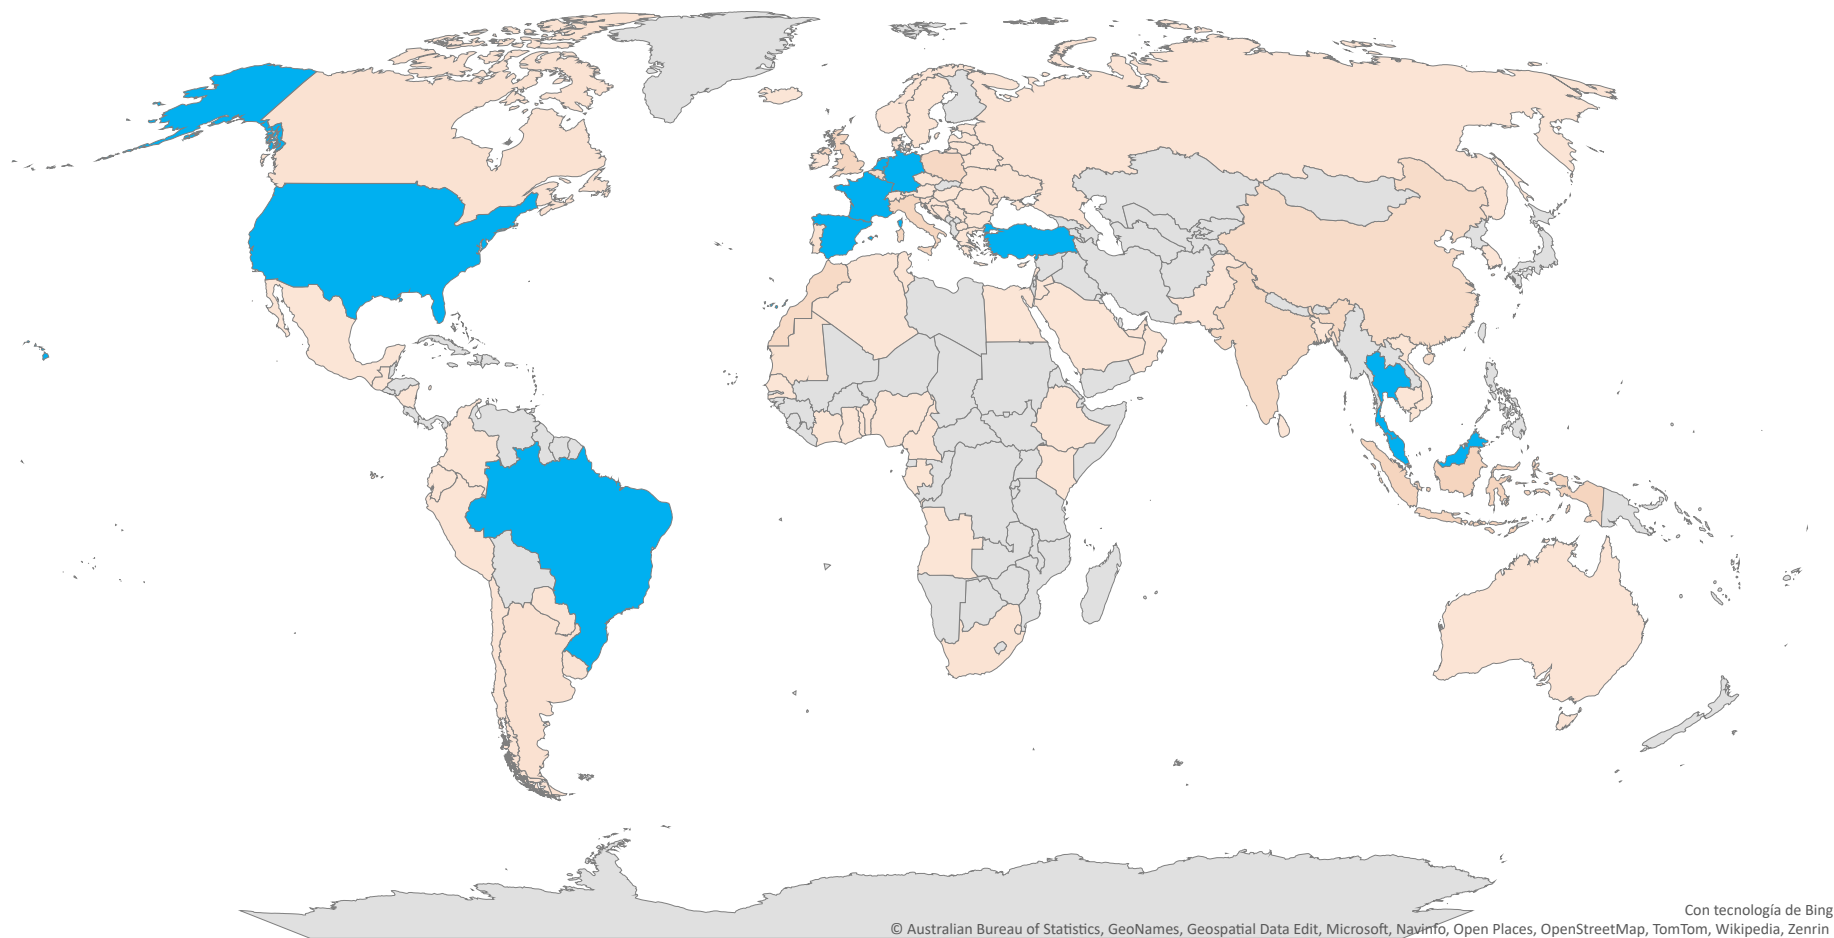 Con tecnología de Bing
© Australian Bureau of Statistics, GeoNames, Geospatial Data Edit, Microsoft, Navinfo, Open Places, OpenStreetMap, TomTom, Wikipedia, Zenrin